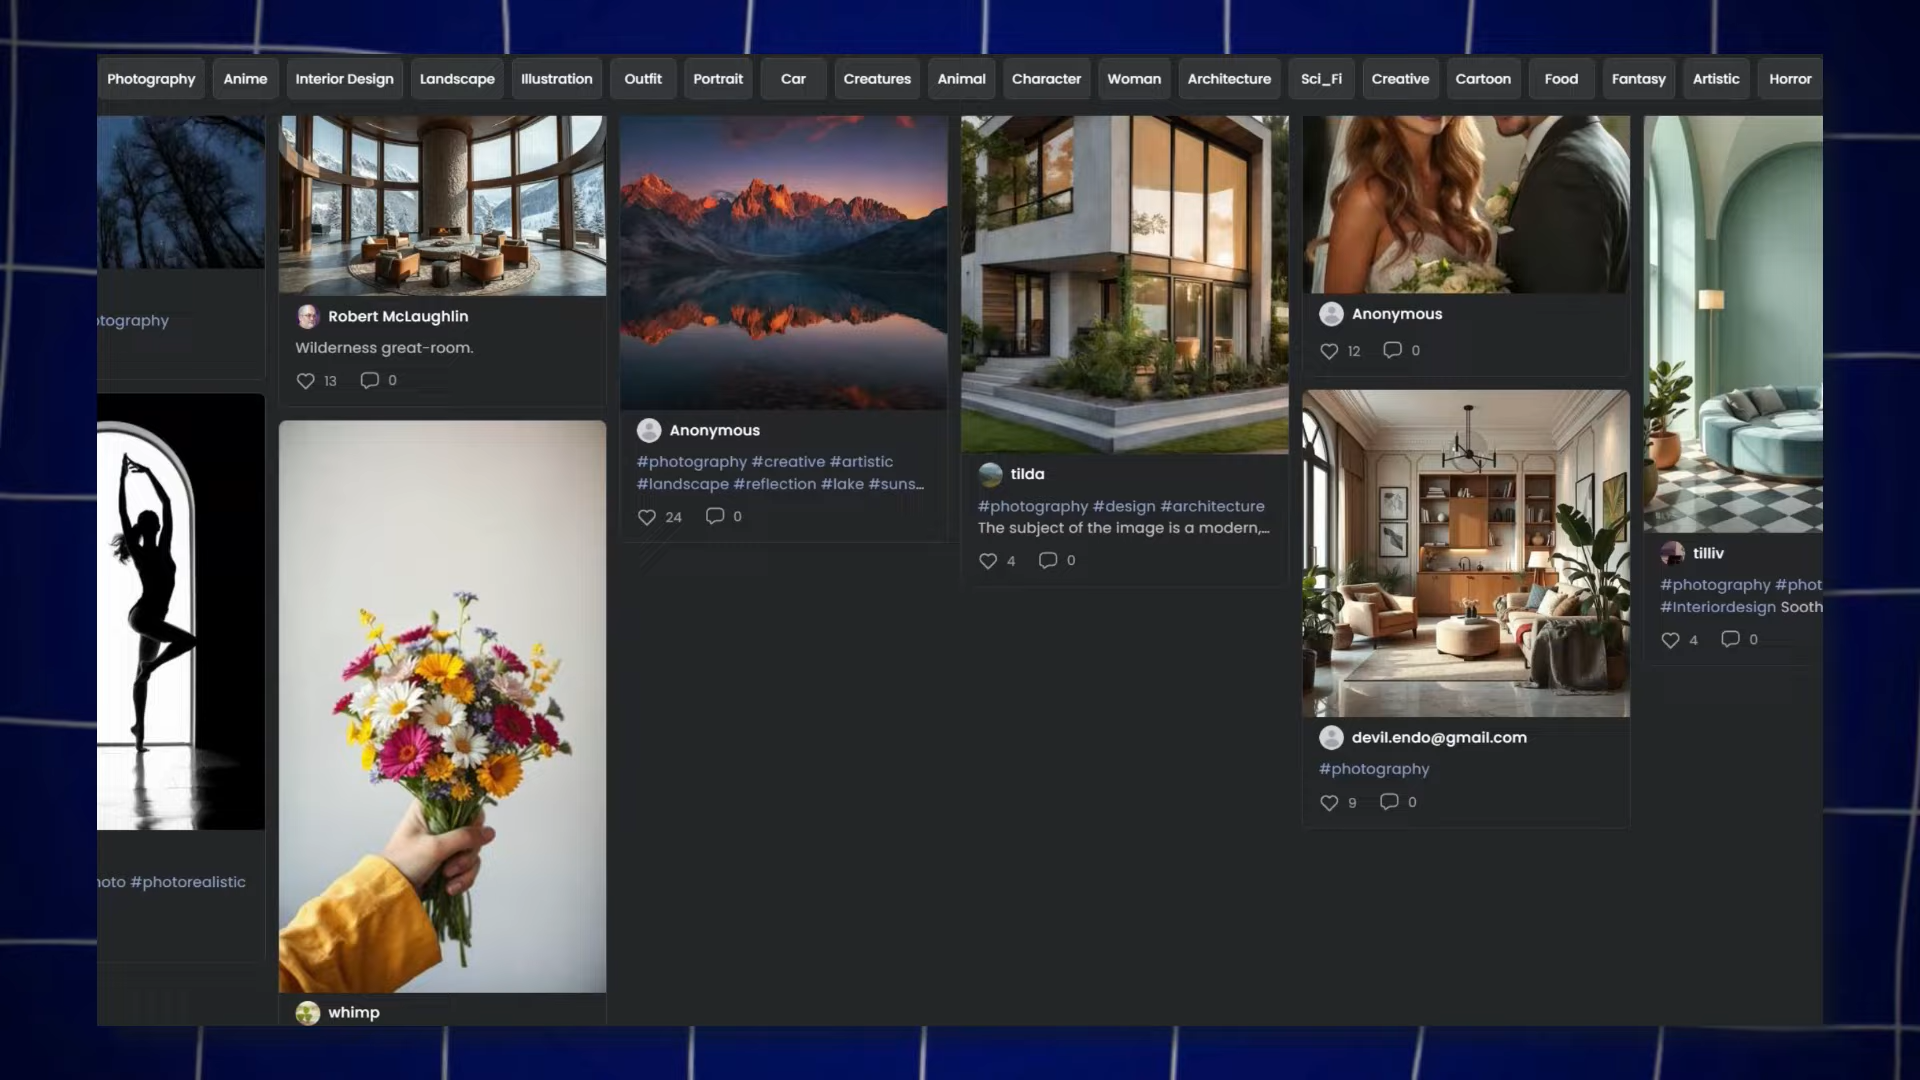 Photography Anime Interior Design Landscape Illustration Outfit Portrait Car Creatures Animal Character Woman Architecture Sci_Fi Creative Cartoon Food Fantasy Artistic Horror
tography
hoto #photorealistic
Robert McLaughlin
Wilderness great-room.
13 0
whimp
Anonymous
#photography #creative #artistic
#landscape #reflection #lake #suns...
24 0
tilda
#photography #design #architecture
The subject of the image is a modern,...
4 0
Anonymous
12 0
devil.endo@gmail.com
#photography
9 0
tilliv
#photography #phot
#Interiordesign Sooth
4 0